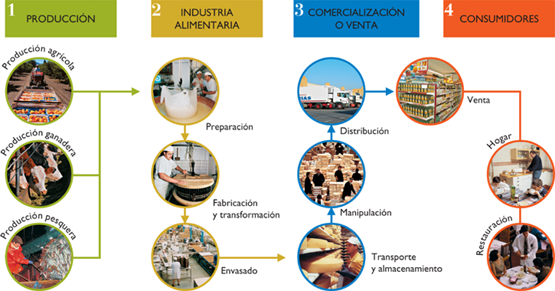 1 PRODUCCIÓN
2 INDUSTRIA
ALIMENTARIA
3 COMERCIALIZACIÓN
O VENTA
4 CONSUMIDORES
Producción agrícola
Producción ganadera
Producción pesquera
Preparación
Fabricación
y transformación
Envasado
Distribución
Manipulación
Transporte
y almacenamiento
Venta
Hogar
Restauración